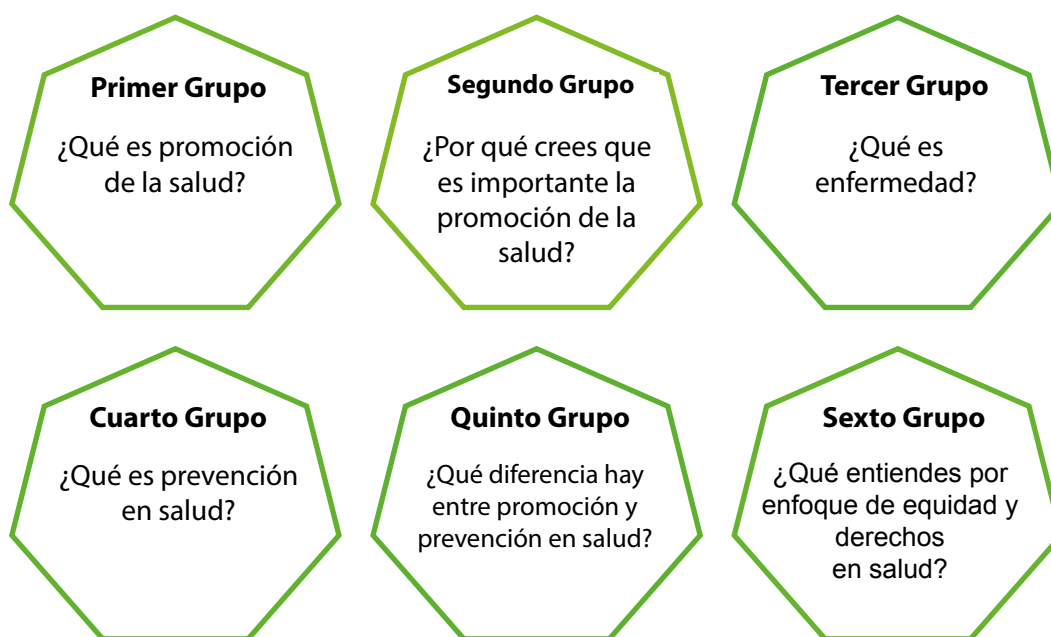 Primer Grupo
¿Qué es promoción
de la salud?
Segundo Grupo
¿Por qué crees que
es importante la
promoción de la
salud?
Tercer Grupo
¿Qué es
enfermedad?
Cuarto Grupo
¿Qué es prevención
en salud?
Quinto Grupo
¿Qué diferencia hay
entre promoción y
prevención en salud?
Sexto Grupo
¿Qué entiendes por
enfoque de equidad y
derechos
en salud?